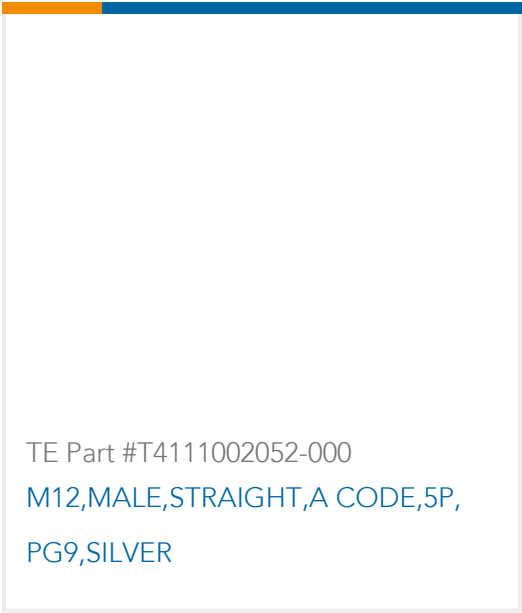 TE Part #T4111002052-000
M12,MALE,STRAIGHT,A CODE,5P,
PG9,SILVER